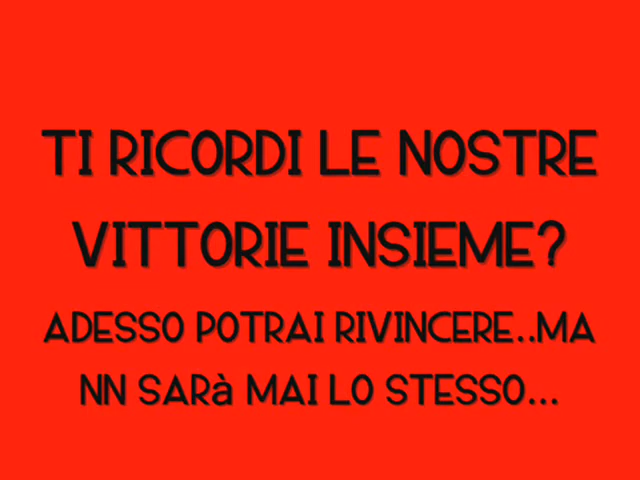 TI RICORDI LE NOSTRE
VITTORIE INSIEME?
ADESSO POTRAI RIVINCERE..MA
NN SARà MAI LO STESSO...